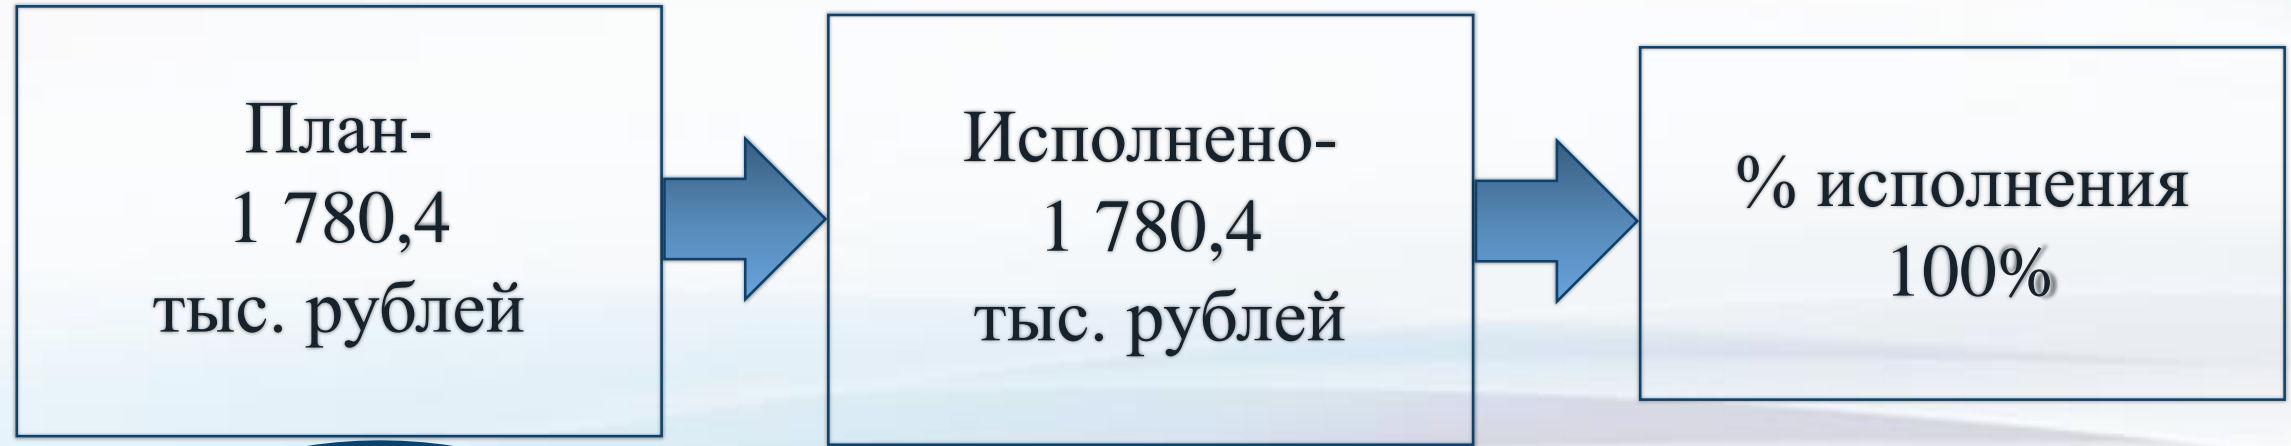 План-
1 780,4
тыс. рублей
Исполнено-
1 780,4
тыс. рублей
% исполнения
100%